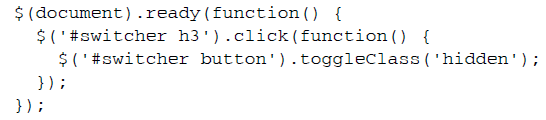 $(document).ready(function() {
  $('#switcher h3').click(function() {
    $('#switcher button').toggleClass('hidden');
  });
});